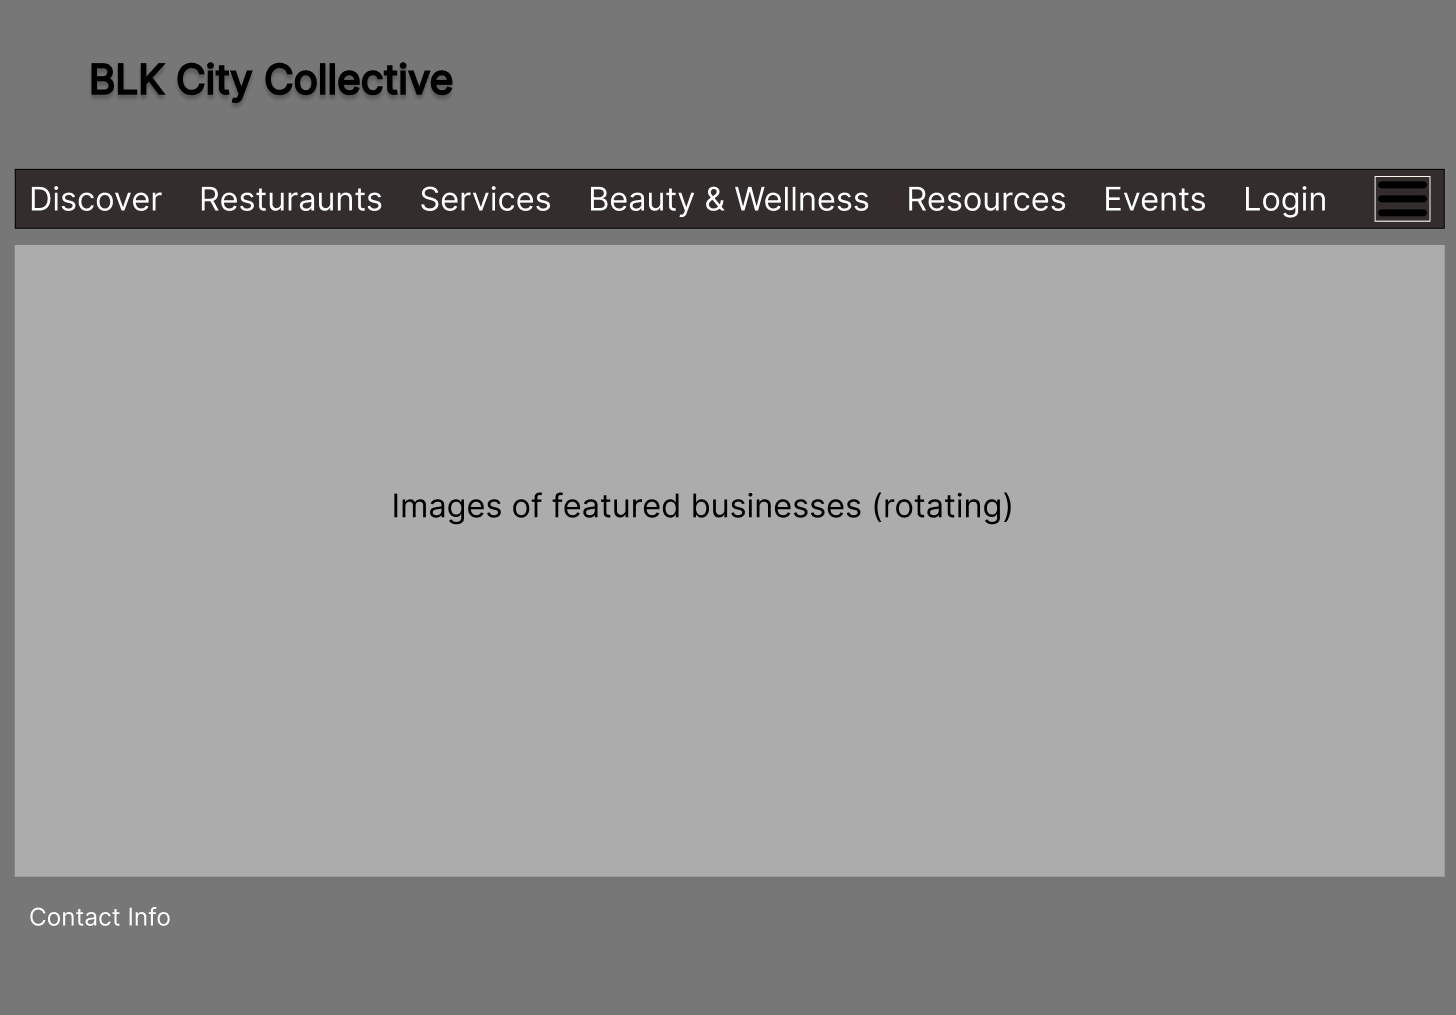 BLK City Collective
Discover Resturaunts Services Beauty & Wellness Resources Events Login
Images of featured businesses (rotating)
Contact Info